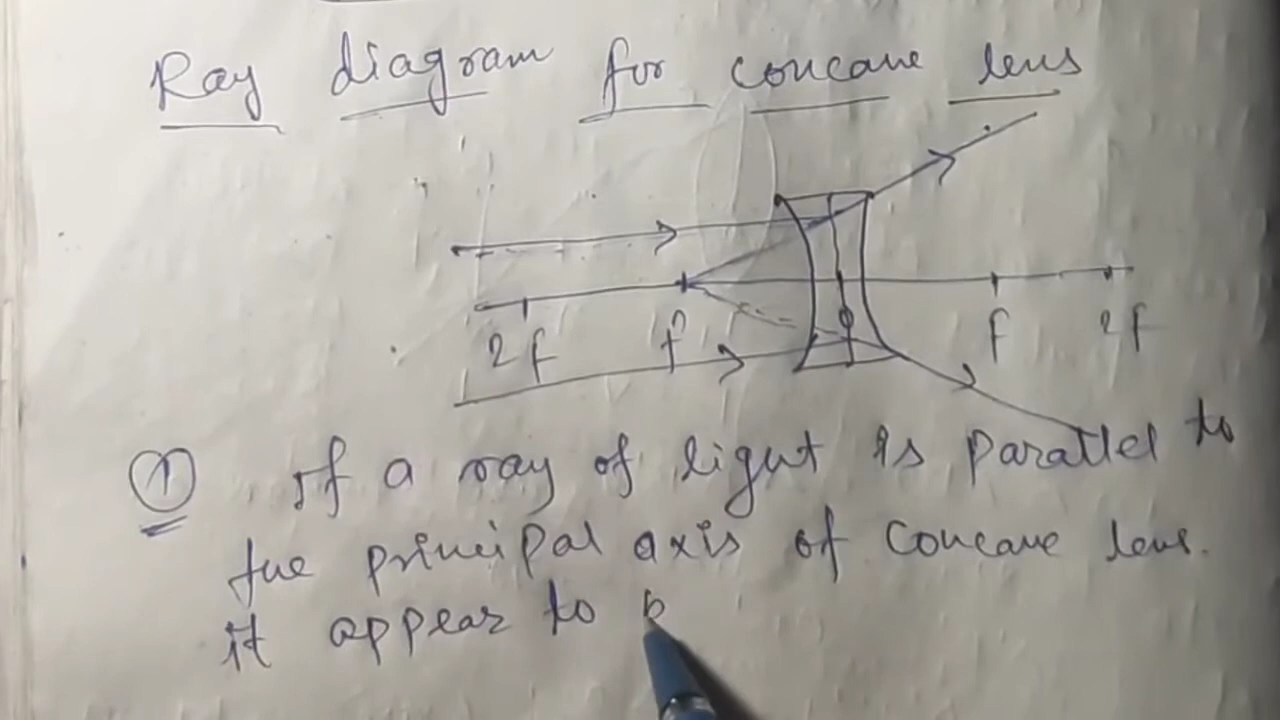 Ray diagram for concave lens
2f f o f 2f
① If a ray of light is parallel to
the principal axis of concave lens.
it appear to b